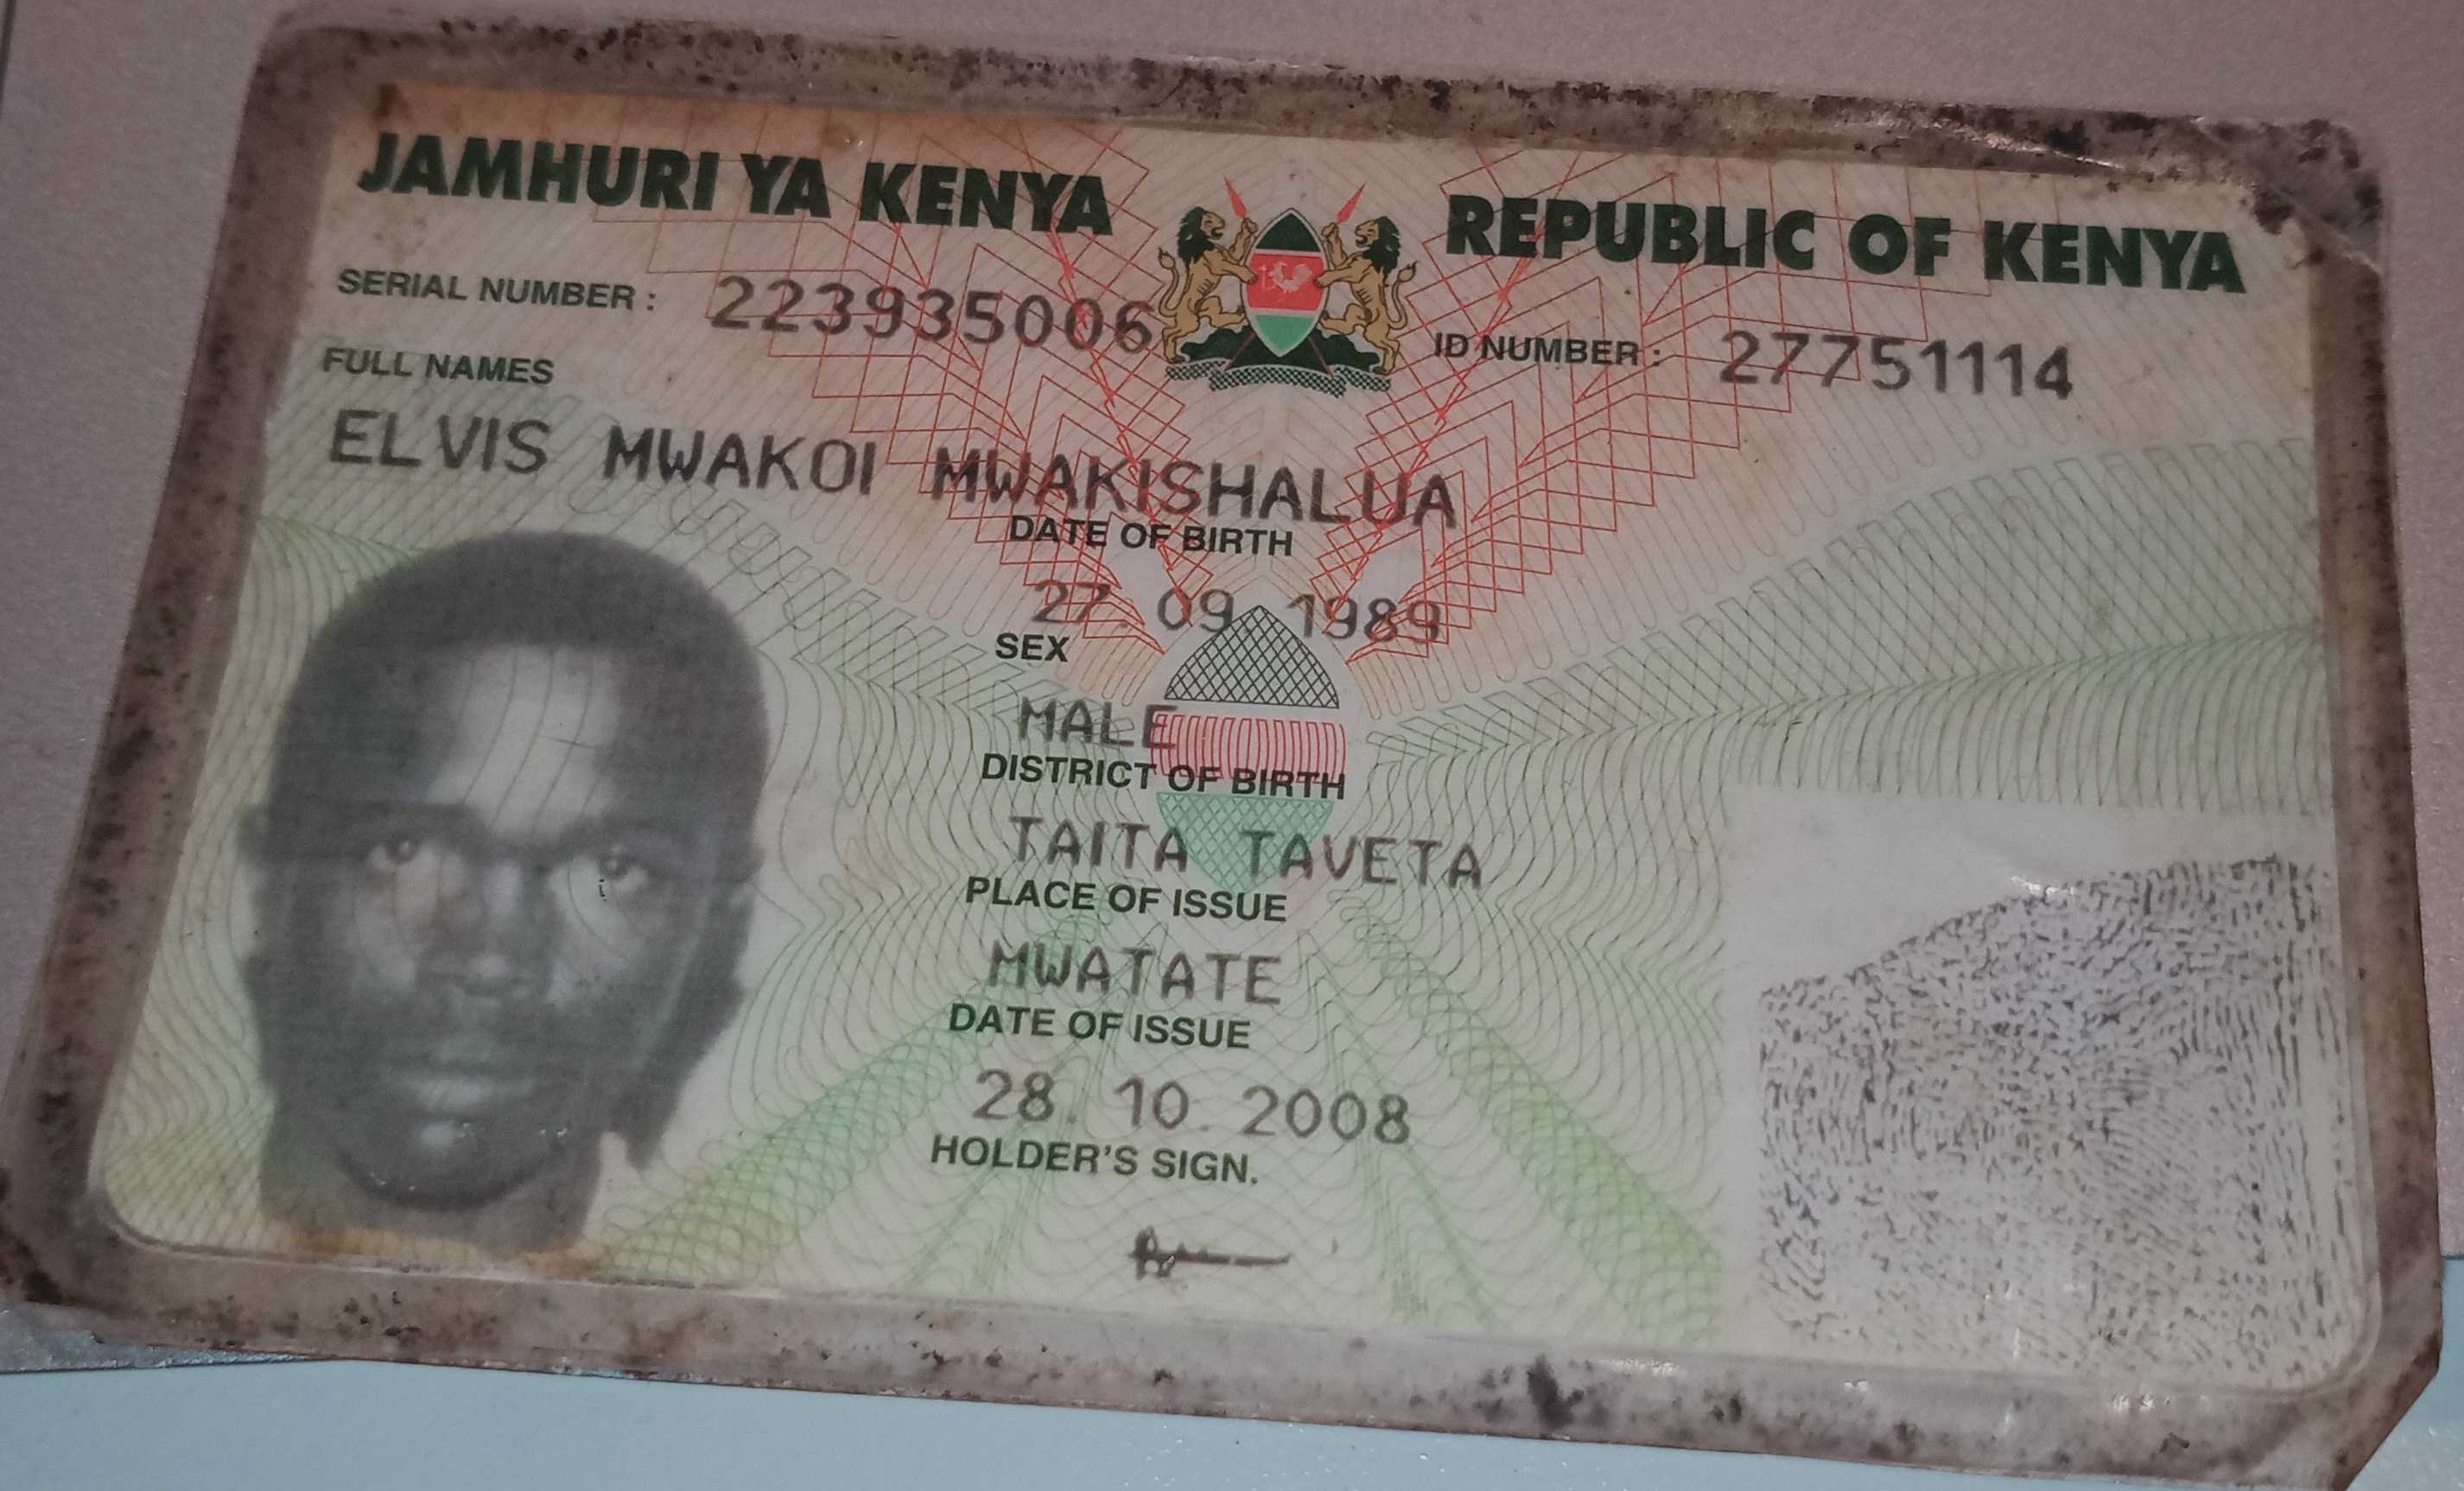 JAMHURI YA KENYA REPUBLIC OF KENYA
SERIAL NUMBER : 223935006 ID NUMBER : 27751114
FULL NAMES
ELVIS MWAKOI MWAKISHALUA
DATE OF BIRTH
27. 09. 1989
SEX
MALE
DISTRICT OF BIRTH
TAITA TAVETA
PLACE OF ISSUE
MWATATE
DATE OF ISSUE
28. 10. 2008
HOLDER'S SIGN.